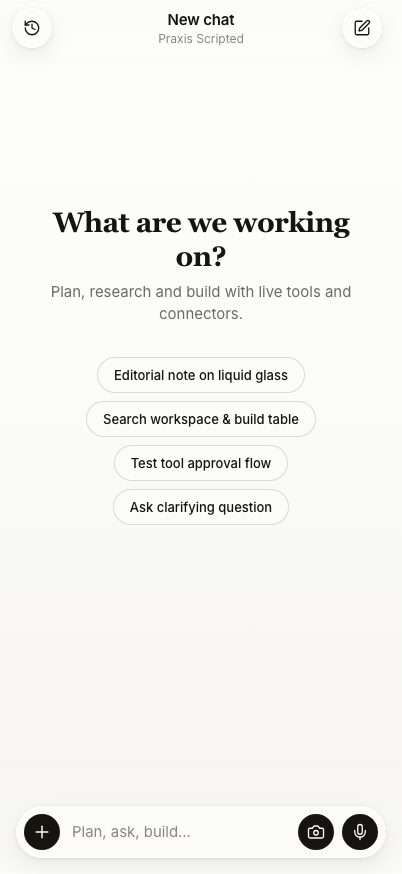 New chat
Praxis Scripted
What are we working
on?
Plan, research and build with live tools and
connectors.
Editorial note on liquid glass
Search workspace & build table
Test tool approval flow
Ask clarifying question
Plan, ask, build...